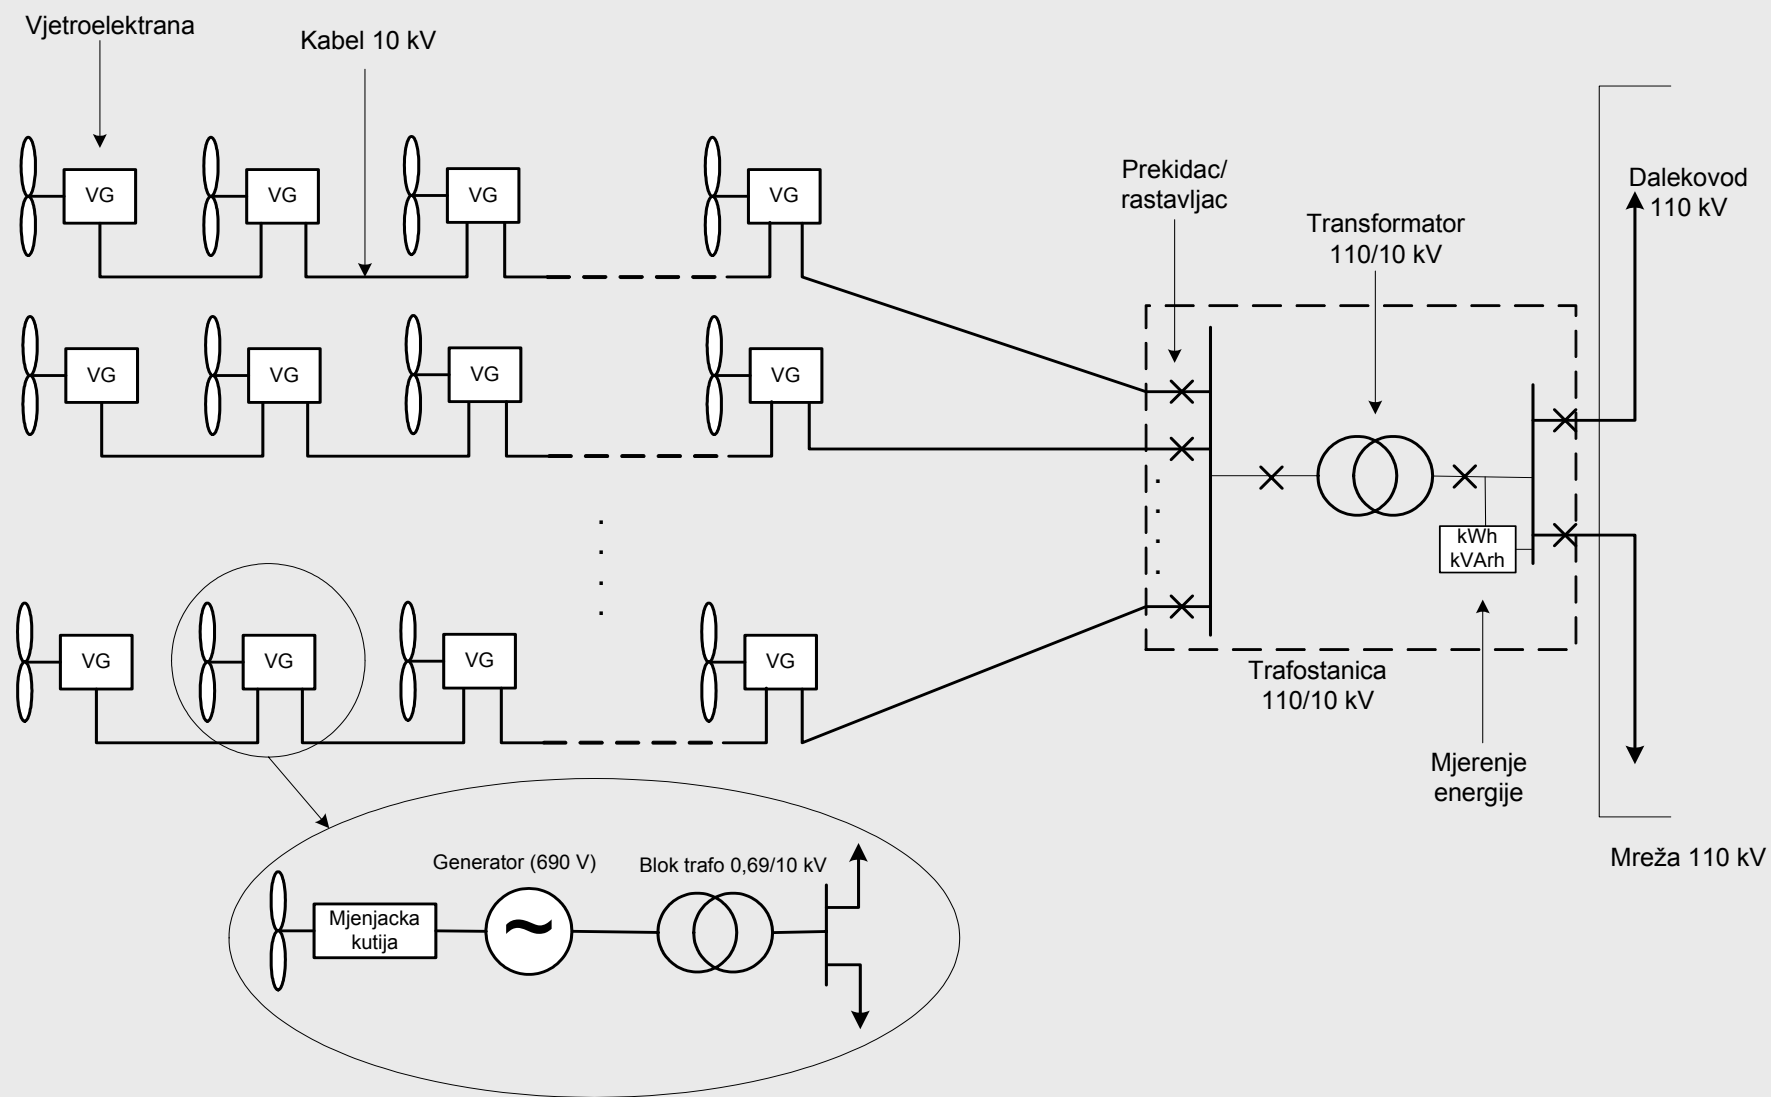 Vjetroelektrana
Kabel 10 kV
VG
VG
VG
VG
Prekidac/
rastavljac
Transformator
110/10 kV
Dalekovod
110 kV
VG
VG
VG
VG
kWh
kVArh
VG
VG
VG
VG
Trafostanica
110/10 kV
Mjerenje
energije
Mreža 110 kV
Generator (690 V)
Blok trafo 0,69/10 kV
Mjenjacka
kutija
~